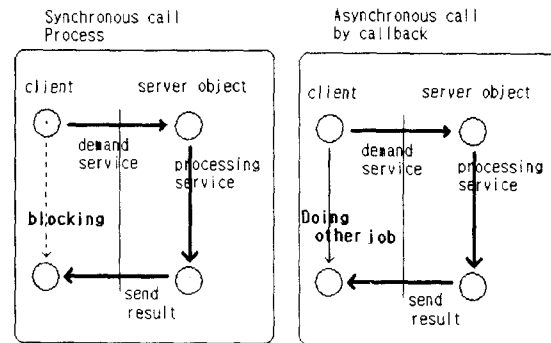 Synchronous call
Process
client
server object
demand
service
processing
service
blocking
send
result
Asynchronous call
by callback
client
server object
demand
service
processing
service
Doing
other job
send
result